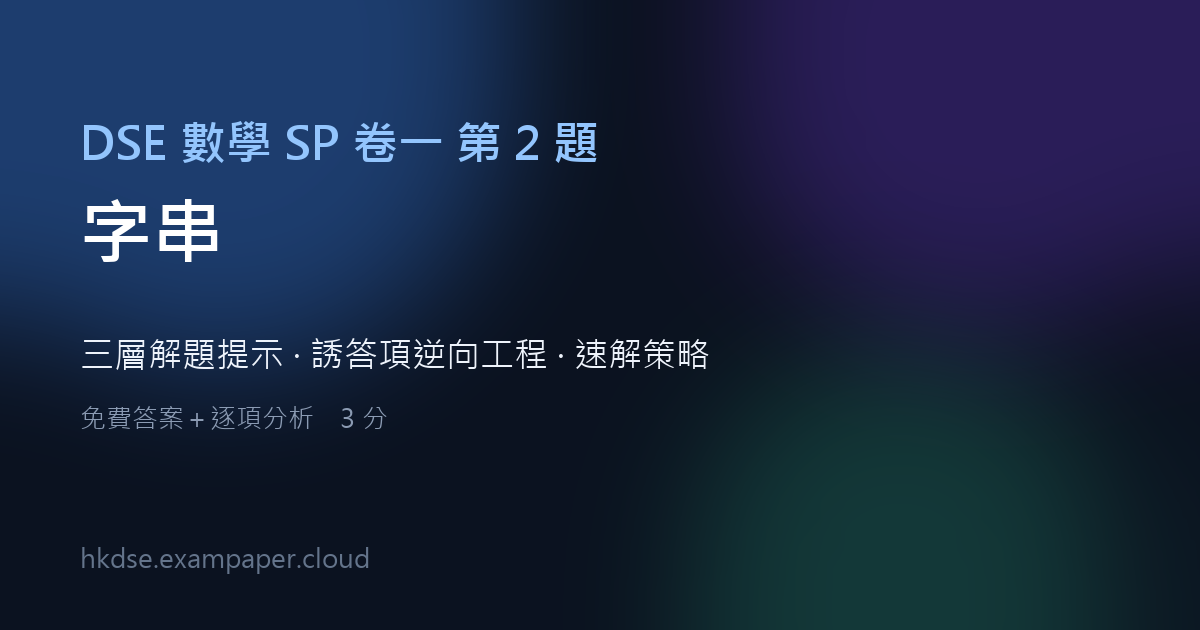 DSE 數學 SP 卷一 第 2 題
字串
三層解題提示 · 誘答項逆向工程 · 速解策略
免費答案 + 逐項分析 3 分
hkdse.exampaper.cloud